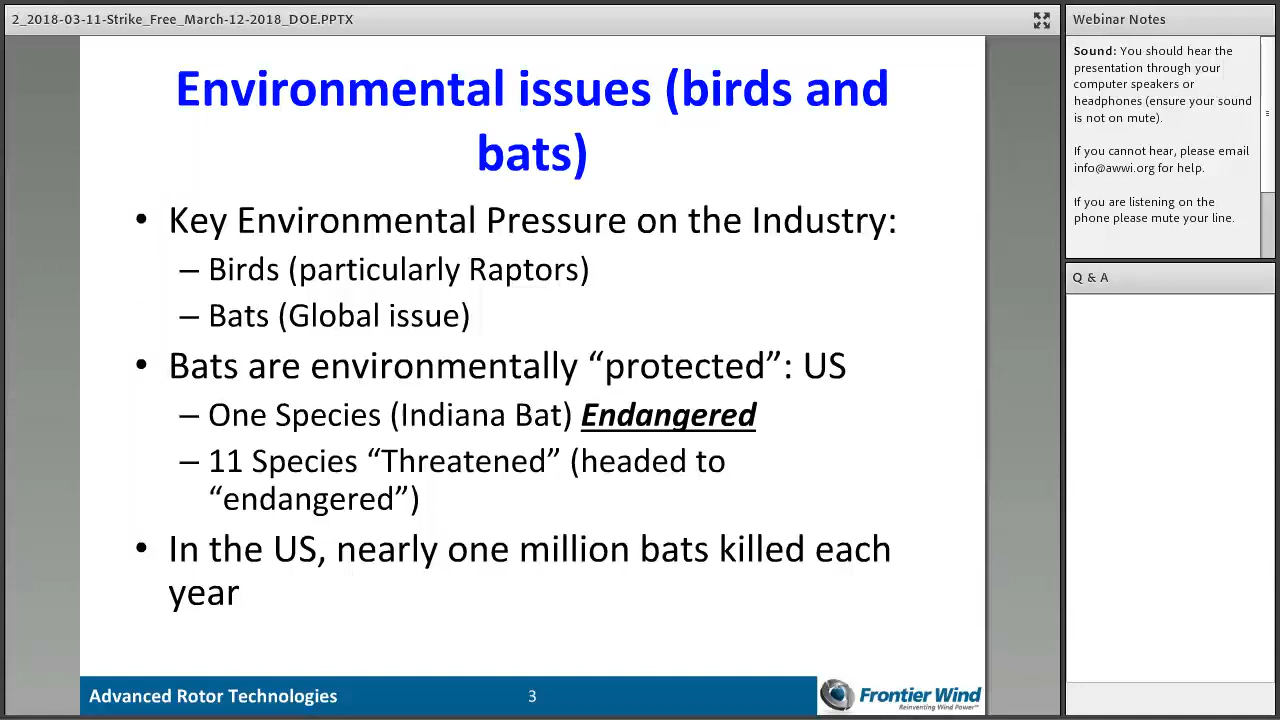 2_2018-03-11-Strike_Free_March-12-2018_DOE.PPTX
Environmental issues (birds and
bats)
• Key Environmental Pressure on the Industry:
– Birds (particularly Raptors)
– Bats (Global issue)
• Bats are environmentally “protected”: US
– One Species (Indiana Bat) Endangered
– 11 Species “Threatened” (headed to
“endangered”)
• In the US, nearly one million bats killed each
year
Advanced Rotor Technologies
3
Frontier Wind
Reinventing Wind Power™
Webinar Notes
Sound: You should hear the
presentation through your
computer speakers or
headphones (ensure your sound
is not on mute).
If you cannot hear, please email
info@awwi.org for help.
If you are listening on the
phone please mute your line.
Q & A